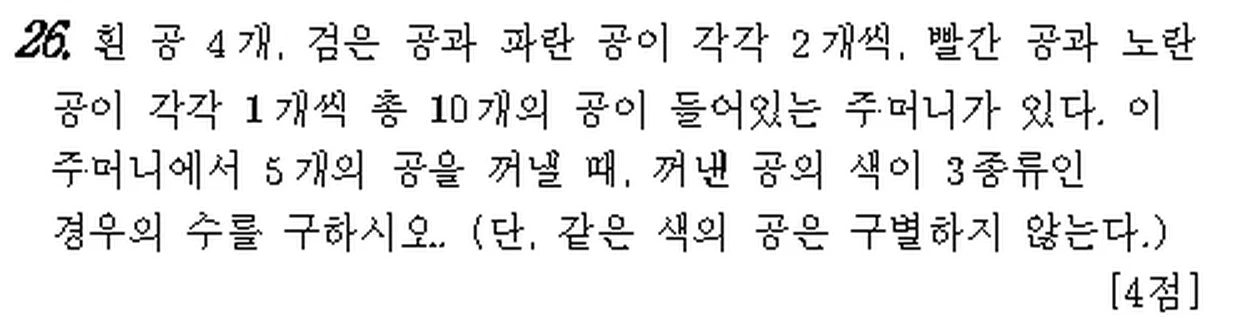 26. 흰 공 4개, 검은 공과 파란 공이 각각 2개씩, 빨간 공과 노란
공이 각각 1개씩 총 10개의 공이 들어있는 주머니가 있다. 이
주머니에서 5개의 공을 꺼낼 때, 꺼낸 공의 색이 3종류인
경우의 수를 구하시오.. (단, 같은 색의 공은 구별하지 않는다.)
[4점]